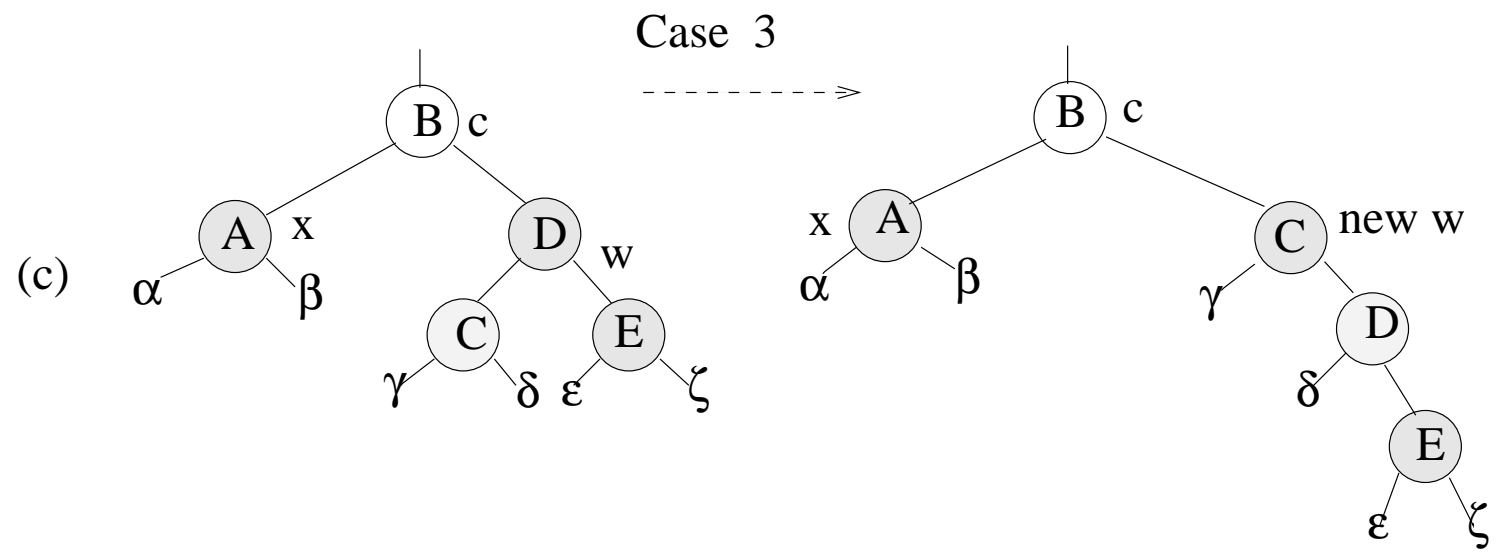 Case 3
B c
B c
A x
D w
x A
C new w
(c)
α β
C E
α β
γ D
γ δ ε ζ
δ
E
ε ζ